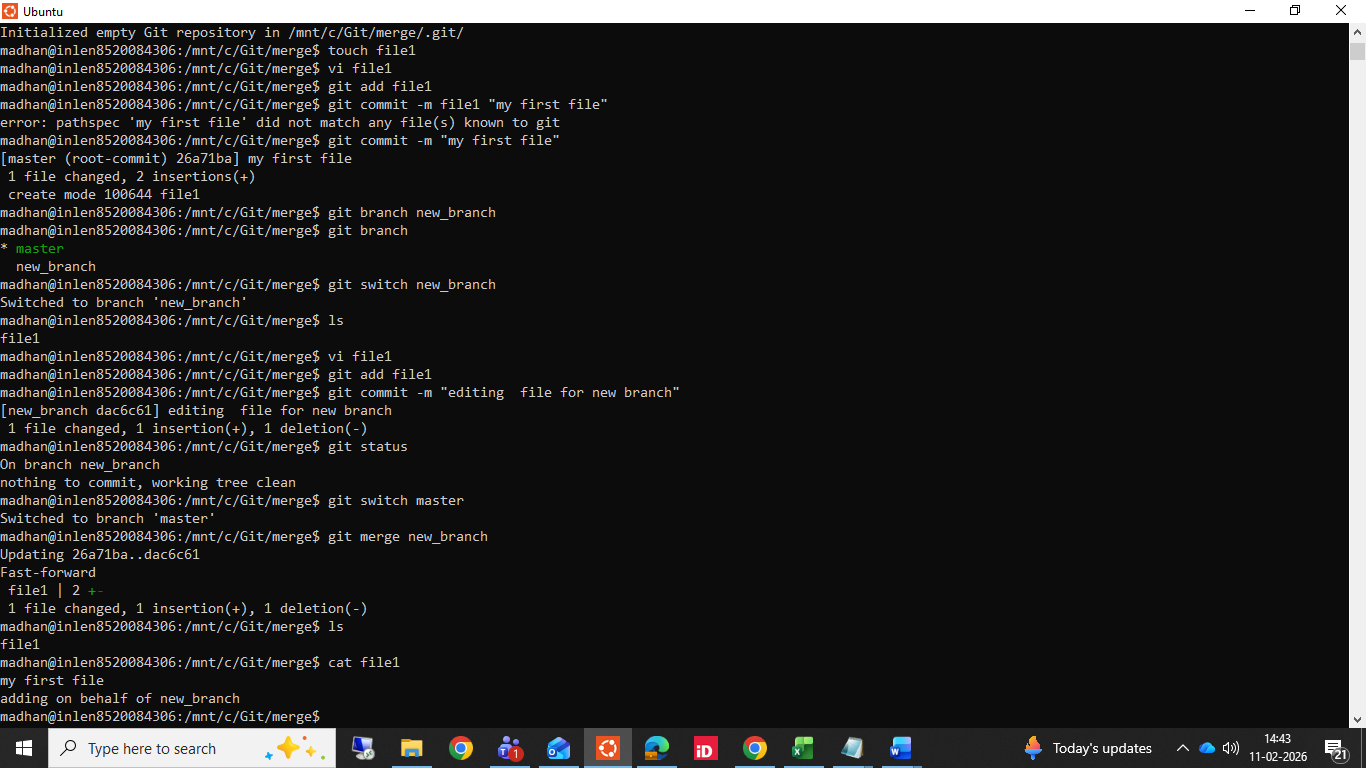 Ubuntu
Initialized empty Git repository in /mnt/c/Git/merge/.git/
madhan@inlen8520084306:/mnt/c/Git/merge$ touch file1
madhan@inlen8520084306:/mnt/c/Git/merge$ vi file1
madhan@inlen8520084306:/mnt/c/Git/merge$ git add file1
madhan@inlen8520084306:/mnt/c/Git/merge$ git commit -m file1 "my first file"
error: pathspec 'my first file' did not match any file(s) known to git
madhan@inlen8520084306:/mnt/c/Git/merge$ git commit -m "my first file"
[master (root-commit) 26a71ba] my first file
 1 file changed, 2 insertions(+)
 create mode 100644 file1
madhan@inlen8520084306:/mnt/c/Git/merge$ git branch new_branch
madhan@inlen8520084306:/mnt/c/Git/merge$ git branch
* master
  new_branch
madhan@inlen8520084306:/mnt/c/Git/merge$ git switch new_branch
Switched to branch 'new_branch'
madhan@inlen8520084306:/mnt/c/Git/merge$ ls
file1
madhan@inlen8520084306:/mnt/c/Git/merge$ vi file1
madhan@inlen8520084306:/mnt/c/Git/merge$ git add file1
madhan@inlen8520084306:/mnt/c/Git/merge$ git commit -m "editing  file for new branch"
[new_branch dac6c61] editing  file for new branch
 1 file changed, 1 insertion(+), 1 deletion(-)
madhan@inlen8520084306:/mnt/c/Git/merge$ git status
On branch new_branch
nothing to commit, working tree clean
madhan@inlen8520084306:/mnt/c/Git/merge$ git switch master
Switched to branch 'master'
madhan@inlen8520084306:/mnt/c/Git/merge$ git merge new_branch
Updating 26a71ba..dac6c61
Fast-forward
 file1 | 2 +-
 1 file changed, 1 insertion(+), 1 deletion(-)
madhan@inlen8520084306:/mnt/c/Git/merge$ ls
file1
madhan@inlen8520084306:/mnt/c/Git/merge$ cat file1
my first file
adding on behalf of new_branch
madhan@inlen8520084306:/mnt/c/Git/merge$
Type here to search
Today's updates
14:43
11-02-2026
21